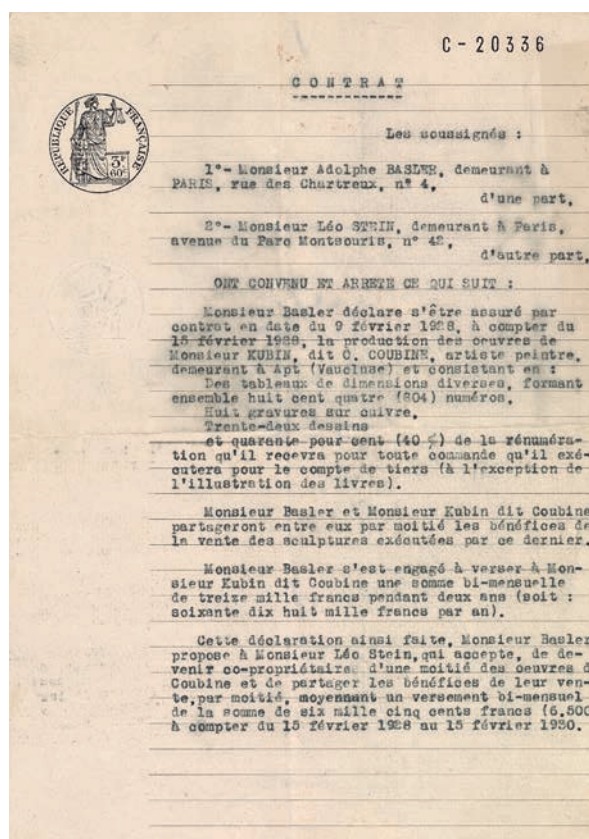 C-20336
CONTRAT
REPUBLIQUE FRANÇAISE
3F
60c
Les soussignés :
1°- Monsieur Adolphe BASLER, demeurant à
PARIS, rue des Chartreux, n° 4,
d'une part,
2°- Monsieur Léo STEIN, demeurant à Paris,
avenue du Parc Montsouris, n° 42,
d'autre part,
ONT CONVENU ET ARRETE CE QUI SUIT :
Monsieur Basler déclare s'être assuré par
contrat en date du 9 février 1928, à compter du
15 février 1928, la production des oeuvres de
Monsieur KUBIN, dit O. COUBINE, artiste peintre,
demeurant à Apt (Vaucluse) et consistant en :
Des tableaux de dimensions diverses, formant
ensemble huit cent quatre (804) numéros,
Huit gravures sur cuivre,
Trente-deux dessins
et quarante pour cent (40 %) de la rénuméra-
tion qu'il recevra pour toute commande qu'il exé-
cutera pour le compte de tiers (à l'exception de
l'illustration des livres).
Monsieur Basler et Monsieur Kubin dit Coubine
partageront entre eux par moitié les bénéfices de
la vente des sculptures exécutées par ce dernier.
Monsieur Basler s'est engagé à verser à Mon-
sieur Kubin dit Coubine une somme bi-mensuelle
de treize mille francs pendant deux ans (soit :
soixante dix huit mille francs par an).
Cette déclaration ainsi faite, Monsieur Basler
propose à Monsieur Léo Stein, qui accepte, de de-
venir co-propriétaire d'une moitié des oeuvres d
Coubine et de partager les bénéfices de leur ven-
te, par moitié, moyennant un versement bi-mensuel
de la somme de six mille cinq cents francs (6.500
à compter du 15 février 1928 au 15 février 1930.